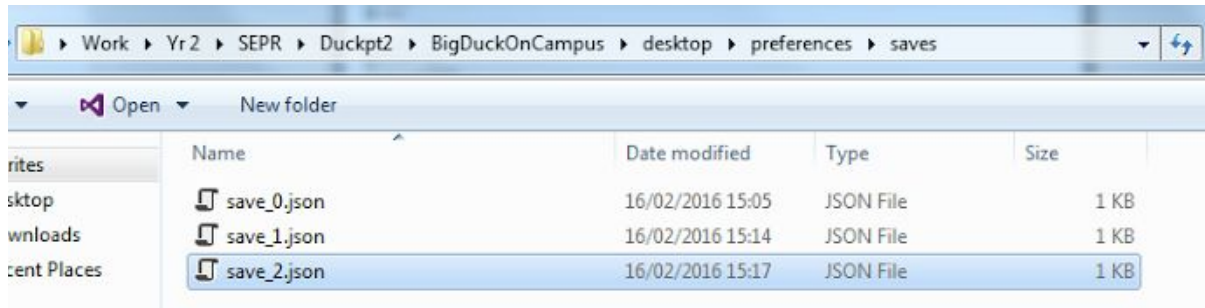 Work Yr 2 SEPR Duckpt2 BigDuckOnCampus desktop preferences saves
Open New folder
Name Date modified Type Size
rites
sktop
save_0.json 16/02/2016 15:05 JSON File 1 KB
wnloads
save_1.json 16/02/2016 15:14 JSON File 1 KB
cent Places
save_2.json 16/02/2016 15:17 JSON File 1 KB